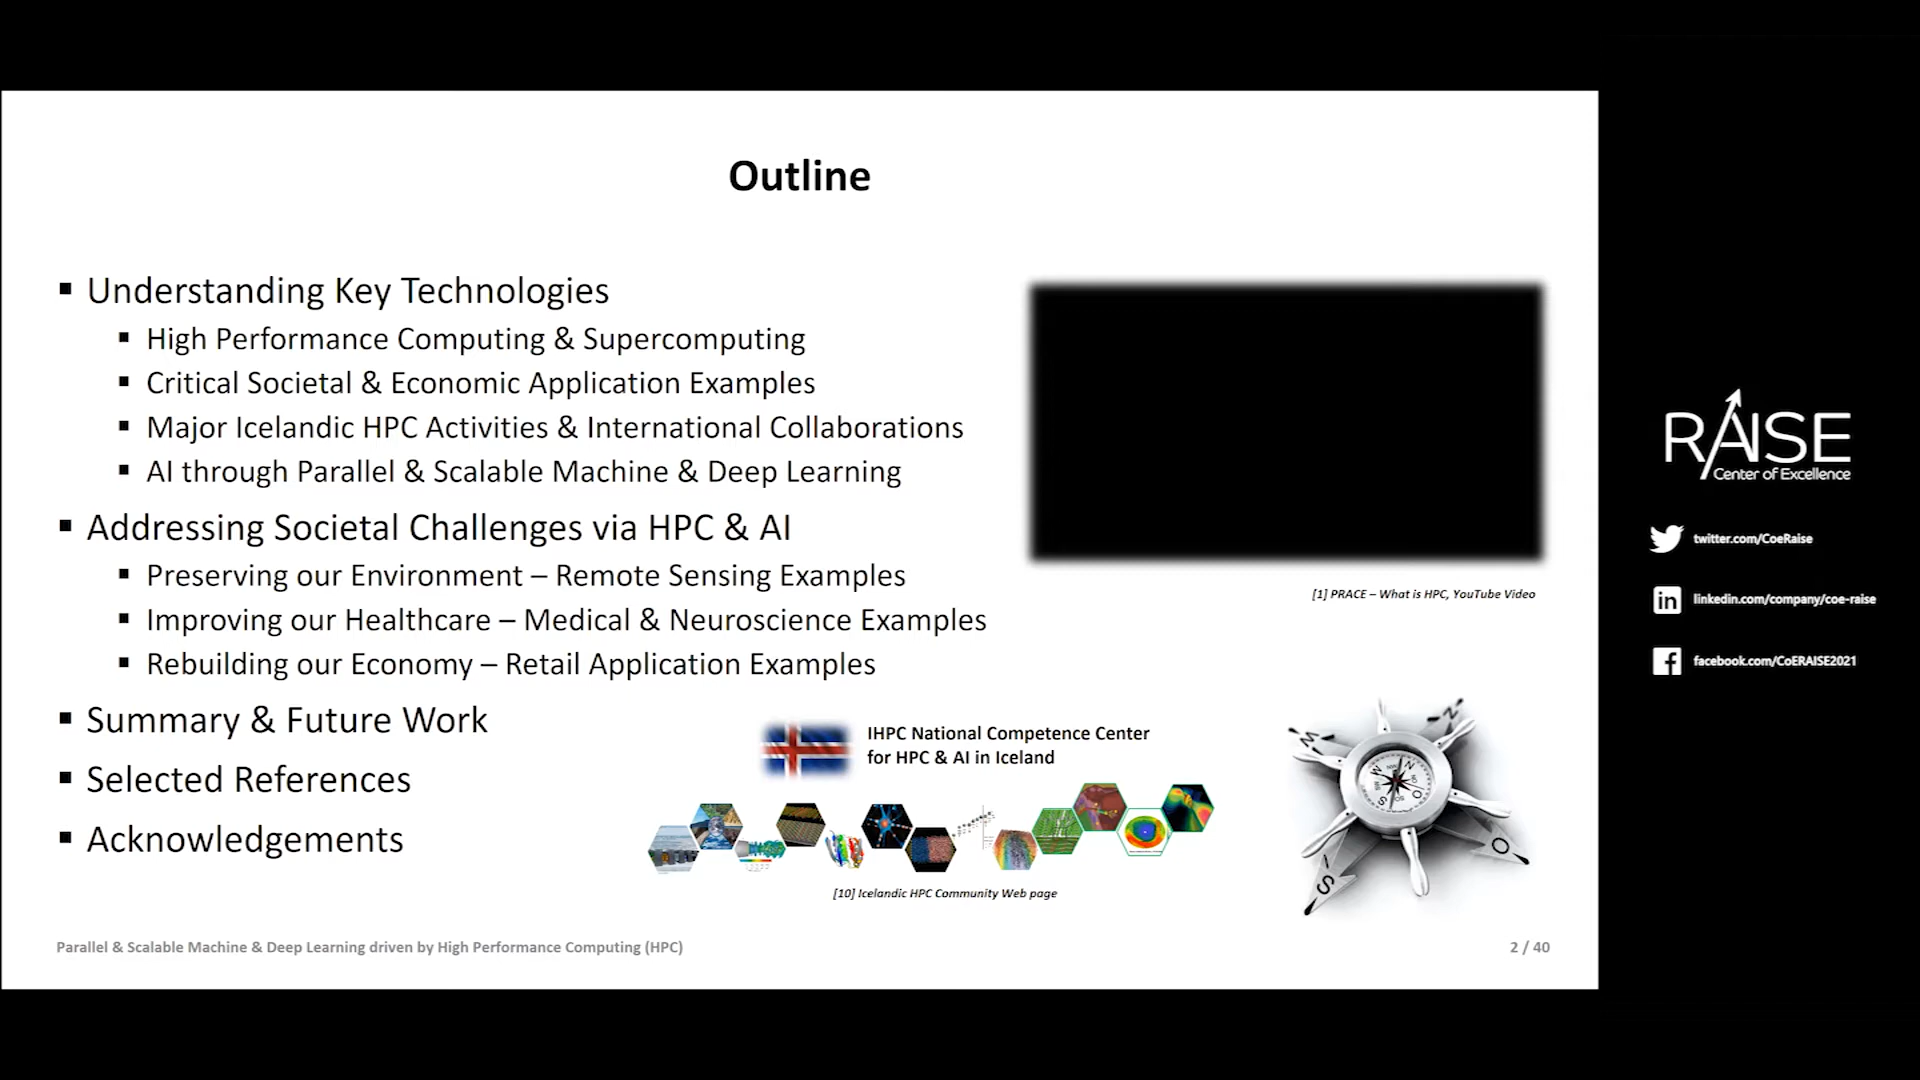 Outline
▪ Understanding Key Technologies
▪ High Performance Computing & Supercomputing
▪ Critical Societal & Economic Application Examples
▪ Major Icelandic HPC Activities & International Collaborations
▪ AI through Parallel & Scalable Machine & Deep Learning
▪ Addressing Societal Challenges via HPC & AI
▪ Preserving our Environment – Remote Sensing Examples
▪ Improving our Healthcare – Medical & Neuroscience Examples
▪ Rebuilding our Economy – Retail Application Examples
▪ Summary & Future Work
▪ Selected References
▪ Acknowledgements
[1] PRACE – What is HPC, YouTube Video
IHPC National Competence Center
for HPC & AI in Iceland
[10] Icelandic HPC Community Web page
N
W
O
S
N
W
O
S
Parallel & Scalable Machine & Deep Learning driven by High Performance Computing (HPC)
2 / 40
RAISE
Center of Excellence
twitter.com/CoeRaise
in
linkedin.com/company/coe-raise
facebook.com/CoERAISE2021